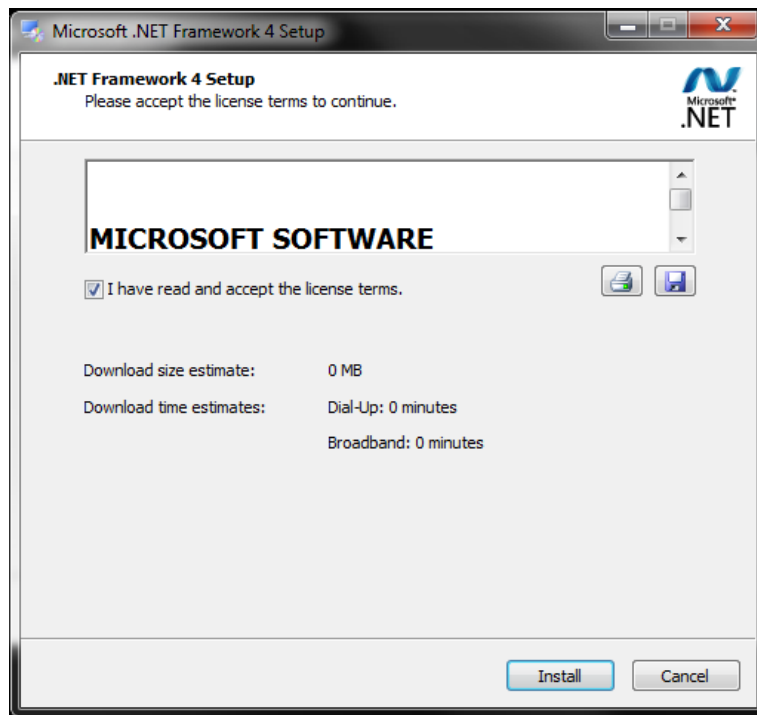 Microsoft .NET Framework 4 Setup
.NET Framework 4 Setup
Please accept the license terms to continue.
Microsoft
.NET
MICROSOFT SOFTWARE
I have read and accept the license terms.
Download size estimate: 0 MB
Download time estimates: Dial-Up: 0 minutes
Broadband: 0 minutes
Install Cancel